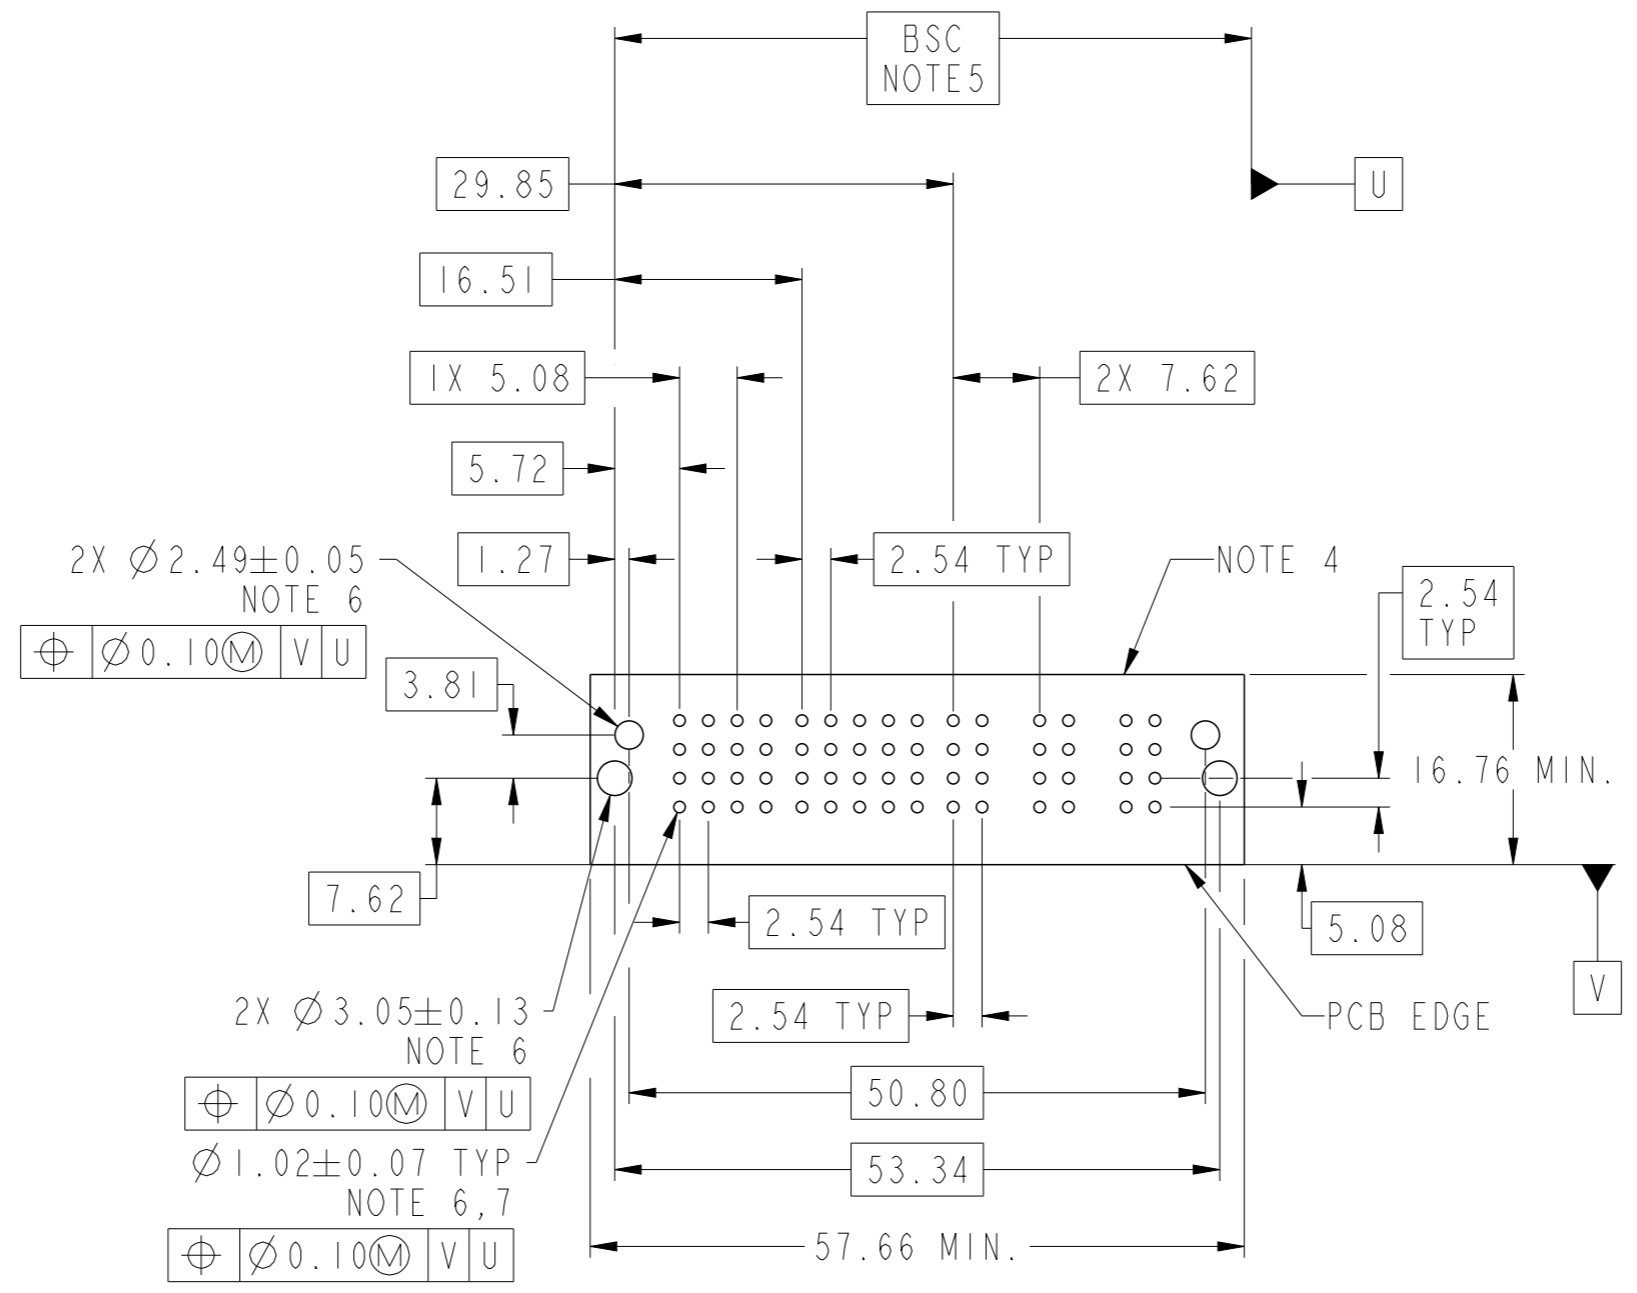 BSC
NOTE5
29.85
U
16.51
1X 5.08
2X 7.62
5.72
2X Ø2.49±0.05
NOTE 6
⌖ Ø0.10Ⓜ V U
1.27
2.54 TYP
NOTE 4
2.54
TYP
3.81
16.76 MIN.
7.62
2.54 TYP
5.08
V
2X Ø3.05±0.13
NOTE 6
⌖ Ø0.10Ⓜ V U
2.54 TYP
PCB EDGE
50.80
Ø1.02±0.07 TYP
NOTE 6,7
⌖ Ø0.10Ⓜ V U
53.34
57.66 MIN.